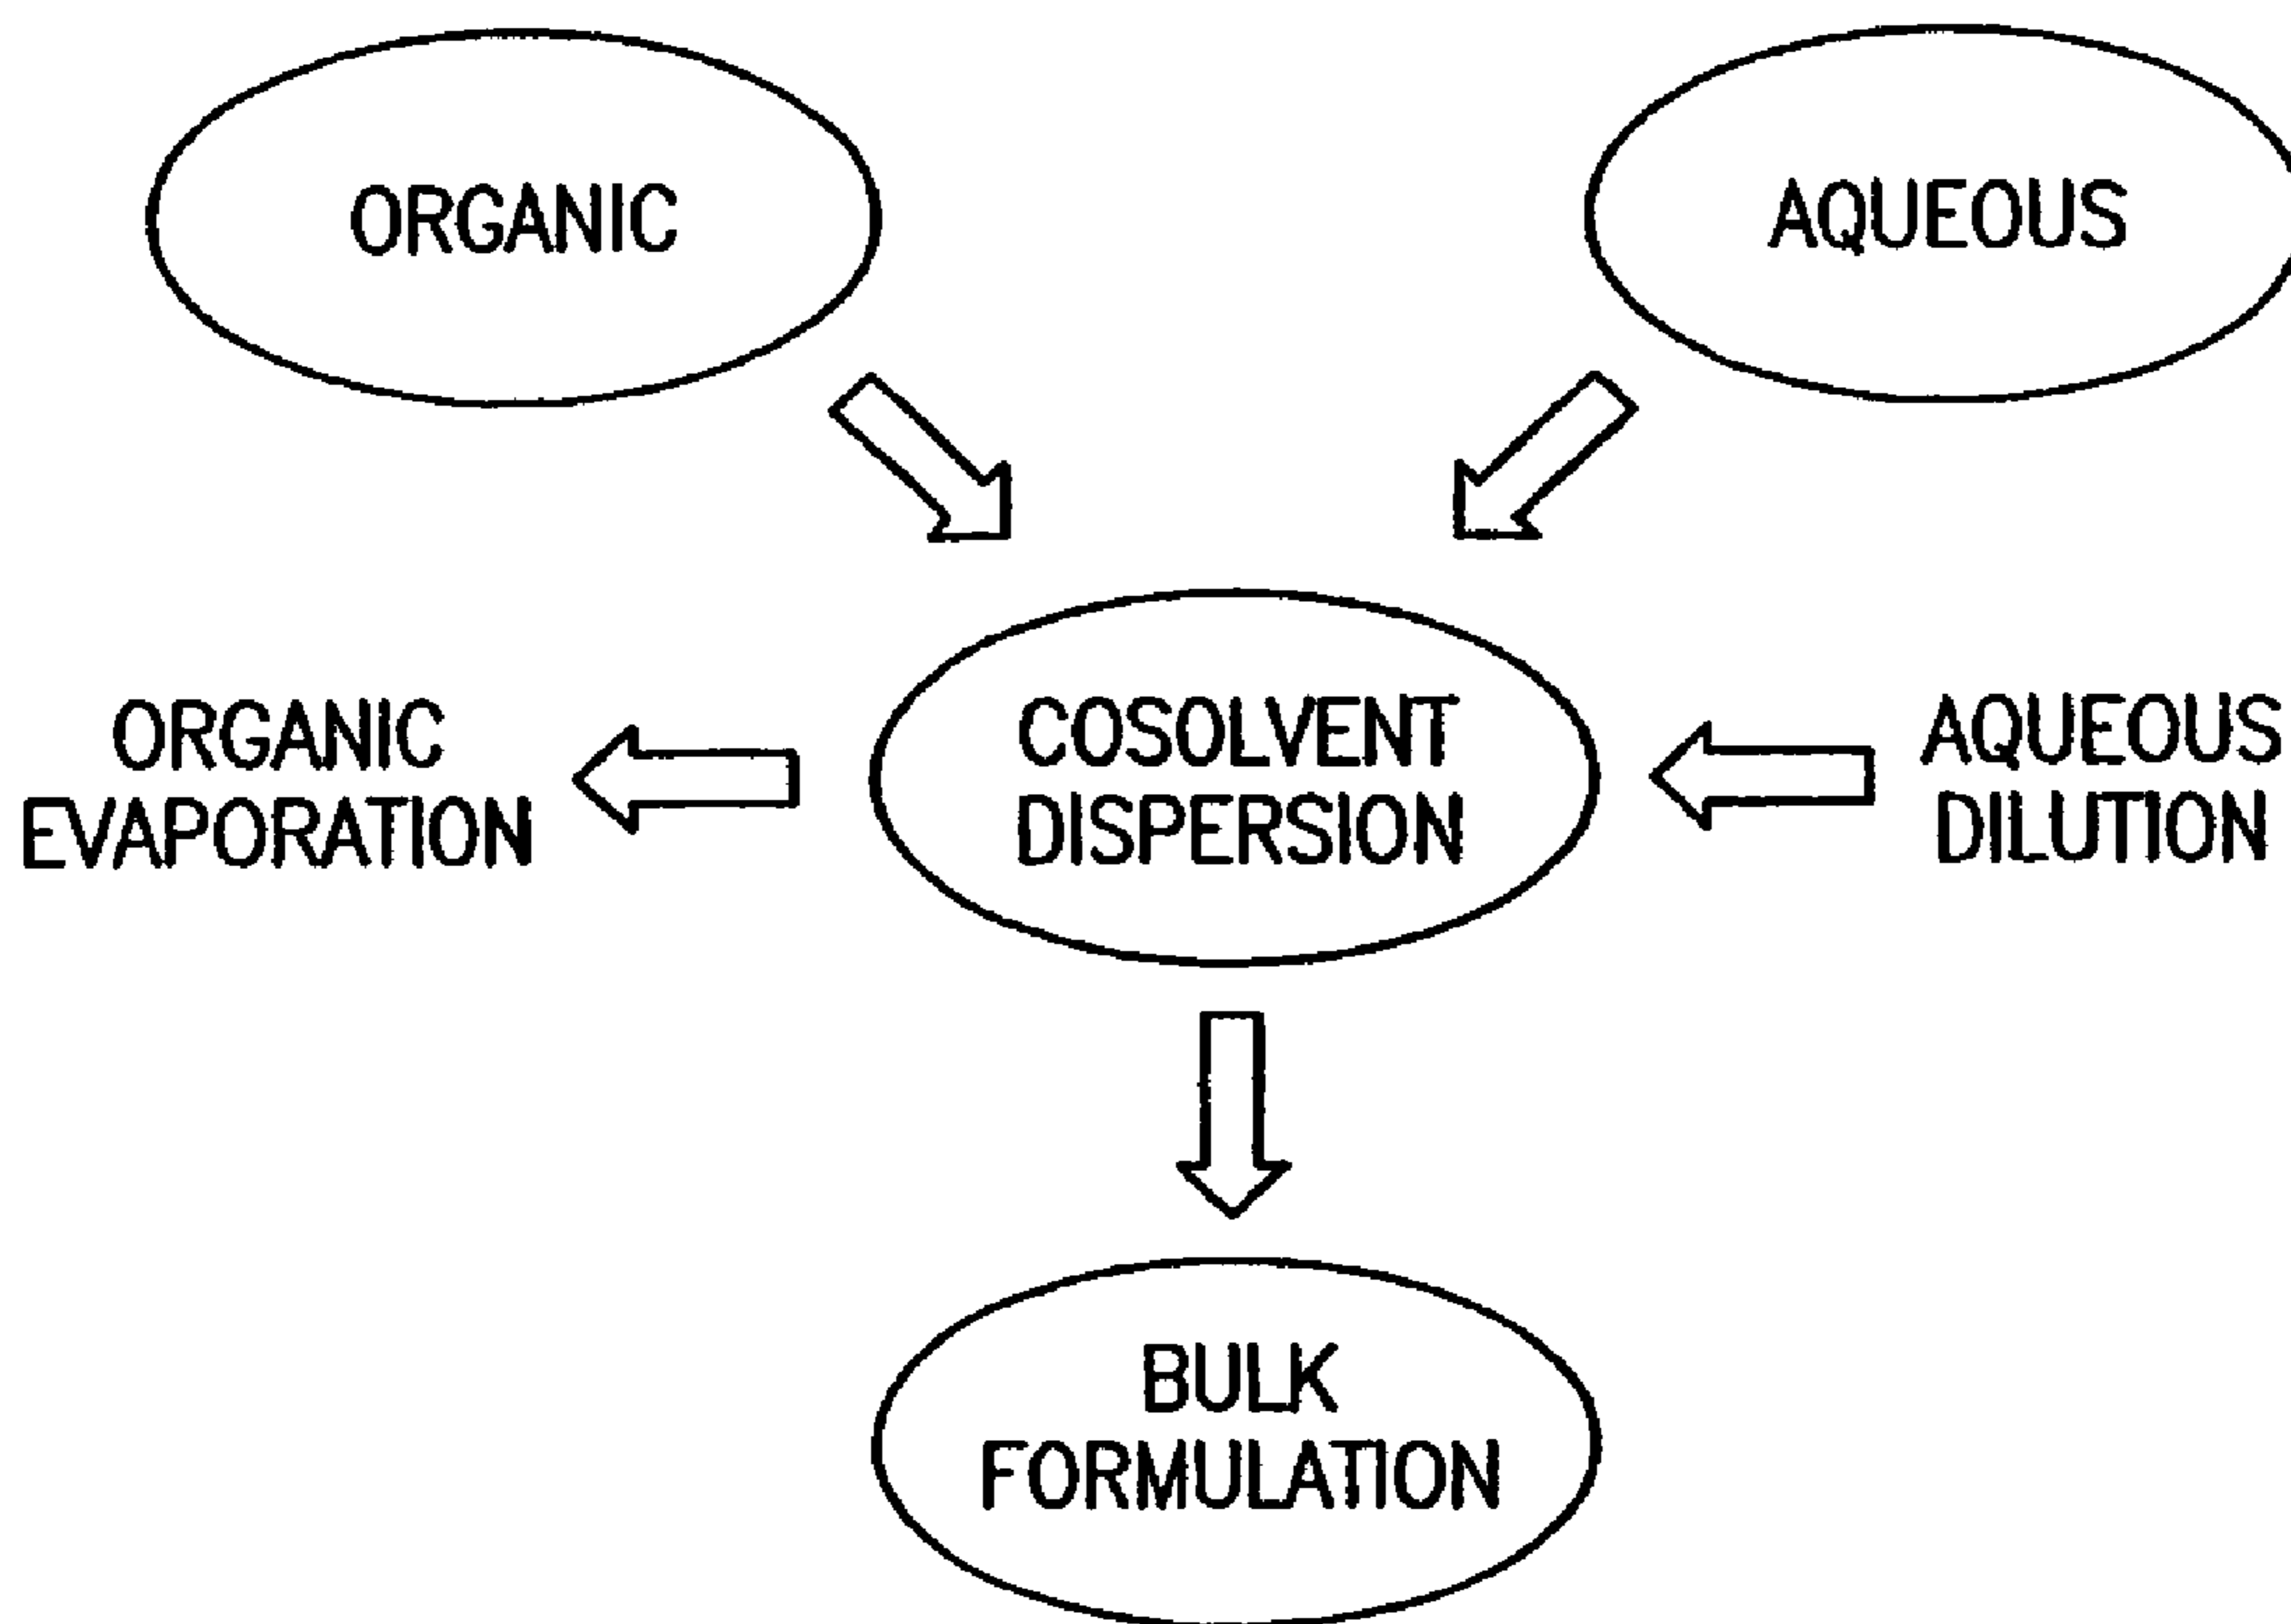 ORGANIC
AQUEOUS
ORGANIC
EVAPORATION
COSOLVENT
DISPERSION
AQUEOUS
DILUTION
BULK
FORMULATION